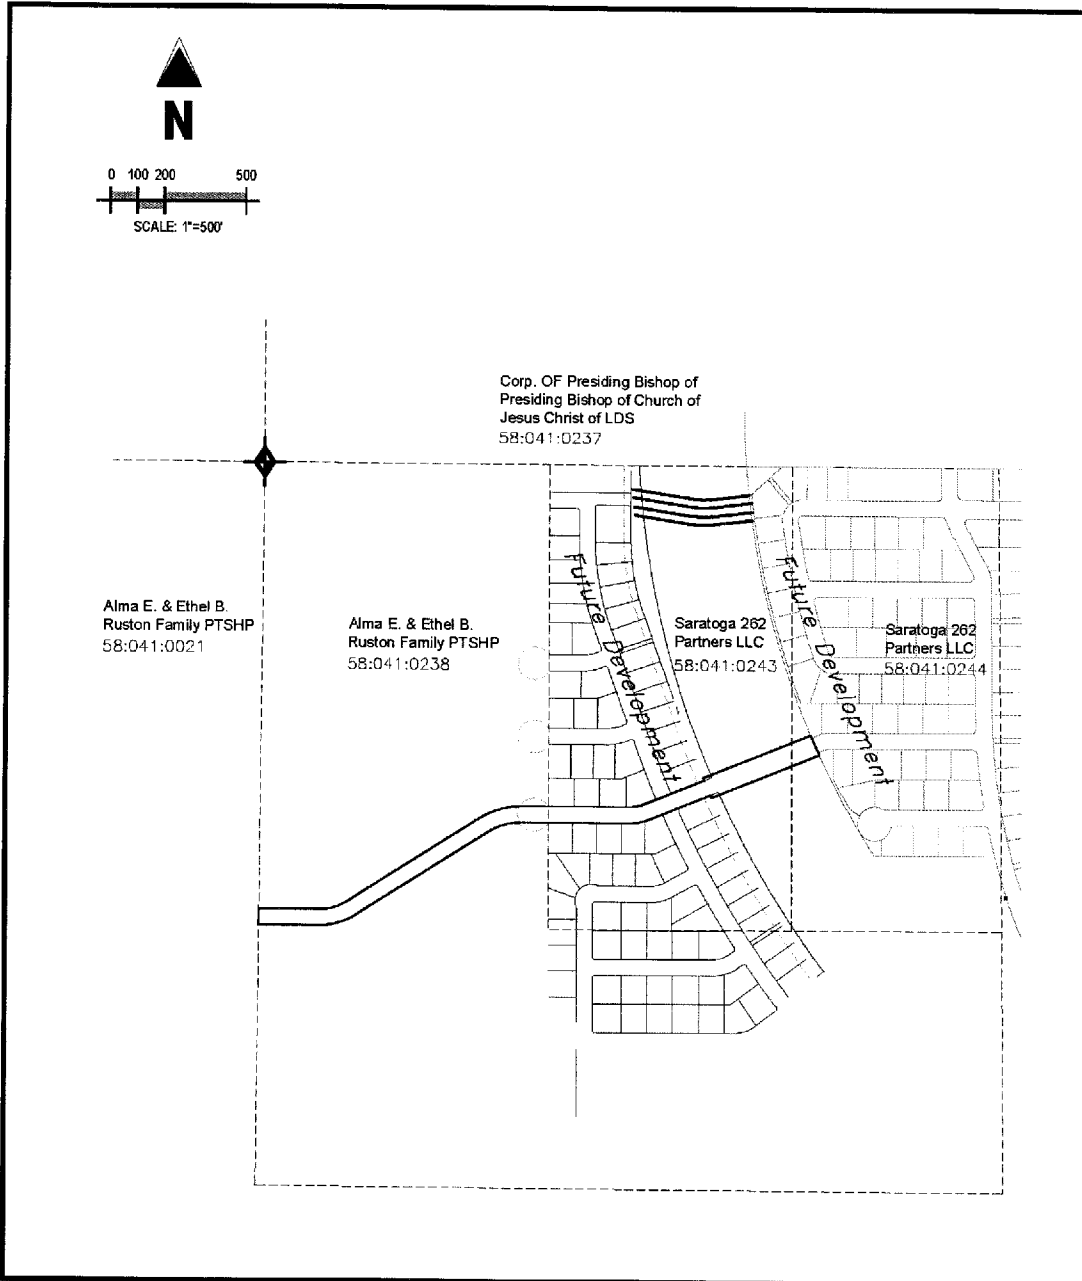 N
0 100 200 500
SCALE: 1"=500'
Corp. OF Presiding Bishop of
Presiding Bishop of Church of
Jesus Christ of LDS
58:041:0237
Alma E. & Ethel B.
Ruston Family PTSHP
58:041:0021
Alma E. & Ethel B.
Ruston Family PTSHP
58:041:0238
Future Development
Saratoga 262
Partners LLC
58:041:0243
Future Development
Saratoga 262
Partners LLC
58:041:0244